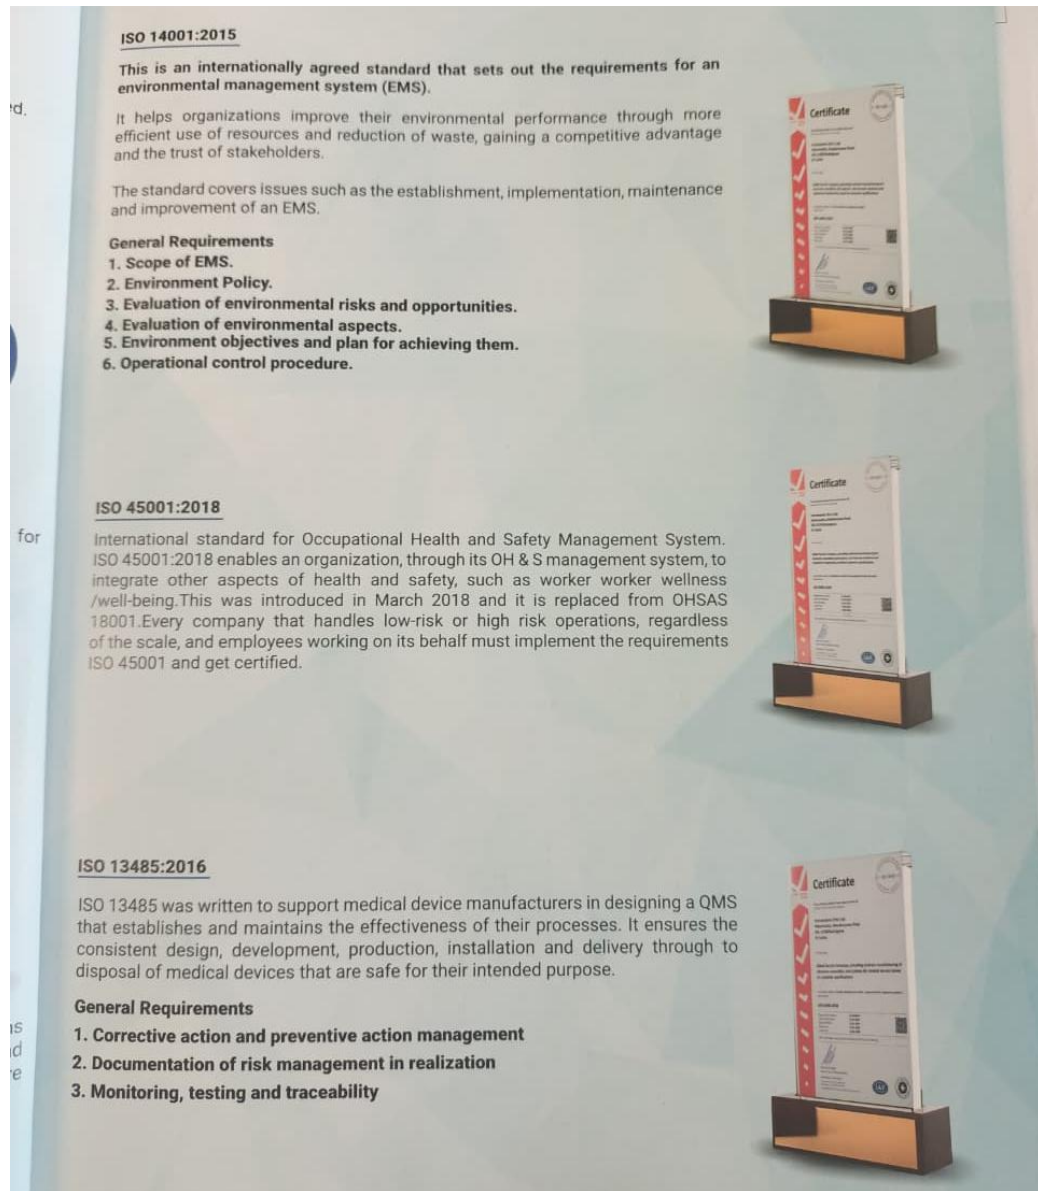 ISO 14001:2015
This is an internationally agreed standard that sets out the requirements for an
environmental management system (EMS).
It helps organizations improve their environmental performance through more
efficient use of resources and reduction of waste, gaining a competitive advantage
and the trust of stakeholders.
The standard covers issues such as the establishment, implementation, maintenance
and improvement of an EMS.
General Requirements
1. Scope of EMS.
2. Environment Policy.
3. Evaluation of environmental risks and opportunities.
4. Evaluation of environmental aspects.
5. Environment objectives and plan for achieving them.
6. Operational control procedure.
Certificate
ISO 45001:2018
International standard for Occupational Health and Safety Management System.
ISO 45001:2018 enables an organization, through its OH & S management system, to
integrate other aspects of health and safety, such as worker worker wellness
/well-being.This was introduced in March 2018 and it is replaced from OHSAS
18001.Every company that handles low-risk or high risk operations, regardless
of the scale, and employees working on its behalf must implement the requirements
ISO 45001 and get certified.
Certificate
for
ISO 13485:2016
ISO 13485 was written to support medical device manufacturers in designing a QMS
that establishes and maintains the effectiveness of their processes. It ensures the
consistent design, development, production, installation and delivery through to
disposal of medical devices that are safe for their intended purpose.
General Requirements
1. Corrective action and preventive action management
2. Documentation of risk management in realization
3. Monitoring, testing and traceability
Certificate